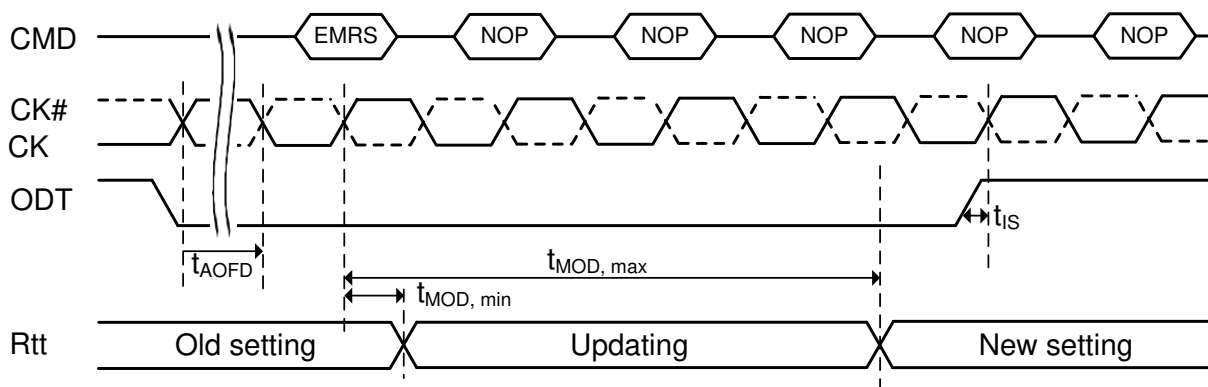 CMD EMRS NOP NOP NOP NOP NOP
CK#
CK
ODT
tIS
tAOFD
tMOD, max
tMOD, min
Rtt Old setting Updating New setting